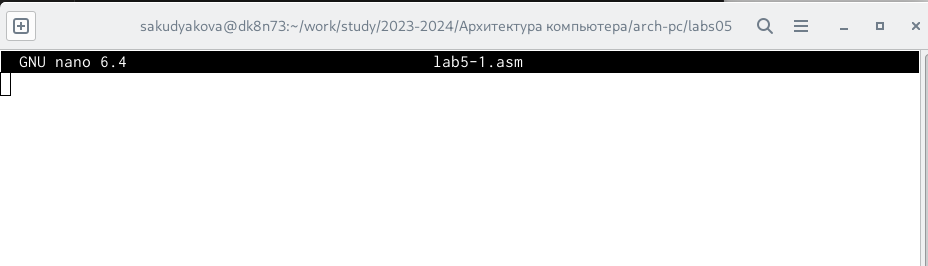 sakudyakova@dk8n73:~/work/study/2023-2024/Архитектура компьютера/arch-pc/labs05
GNU nano 6.4 lab5-1.asm